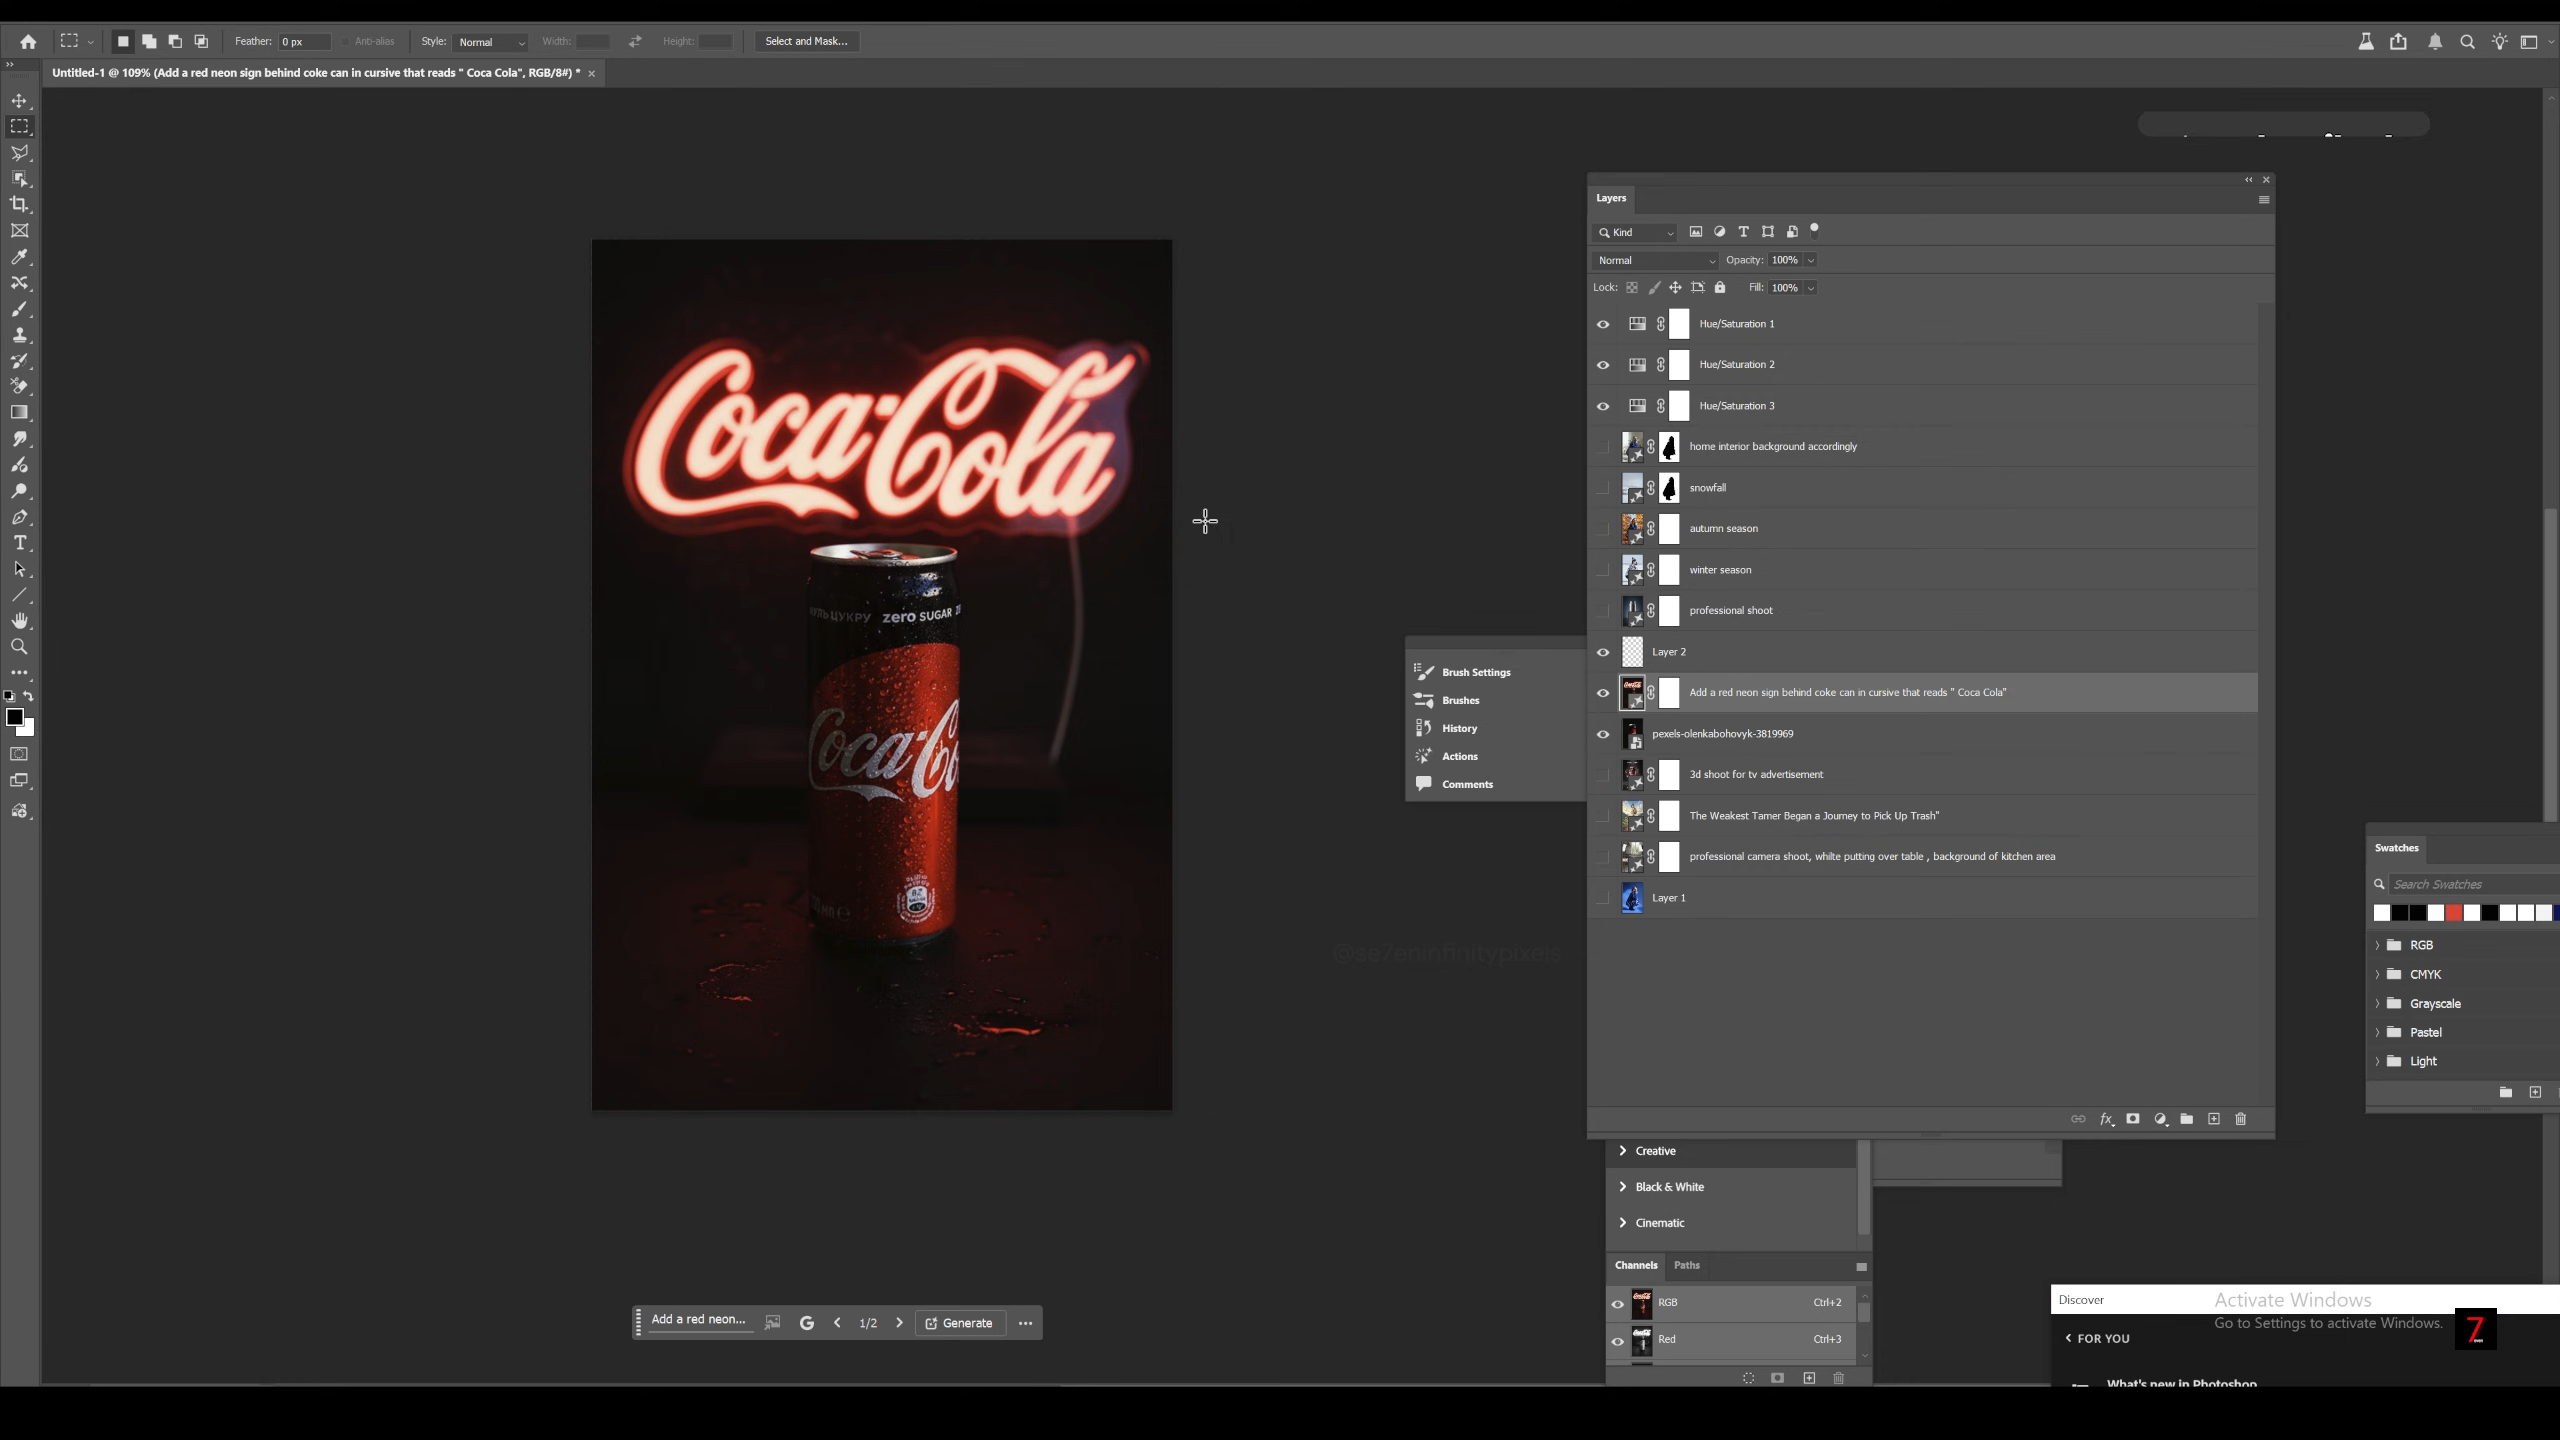 Feather: 0 px Anti-alias Style: Normal Width: Height: Select and Mask...
Untitled-1 @ 109% (Add a red neon sign behind coke can in cursive that reads " Coca Cola", RGB/8#) *
Coca-Cola
zero SUGAR
Coca-Co
Layers
Kind
Normal Opacity: 100%
Lock: Fill: 100%
Hue/Saturation 1
Hue/Saturation 2
Hue/Saturation 3
home interior background accordingly
snowfall
autumn season
winter season
professional shoot
Layer 2
Add a red neon sign behind coke can in cursive that reads " Coca Cola"
pexels-olenkabohovyk-3819969
3d shoot for tv advertisement
The Weakest Tamer Began a Journey to Pick Up Trash"
professional camera shoot, whilte putting over table , background of kitchen area
Layer 1
Brush Settings
Brushes
History
Actions
Comments
@se7eninfinitypixels
Swatches
Search Swatches
RGB
CMYK
Grayscale
Pastel
Light
Creative
Black & White
Cinematic
Channels Paths
RGB Ctrl+2
Red Ctrl+3
Add a red neon... 1/2 Generate
Discover
Activate Windows
Go to Settings to activate Windows.
FOR YOU
What's new in Photoshop